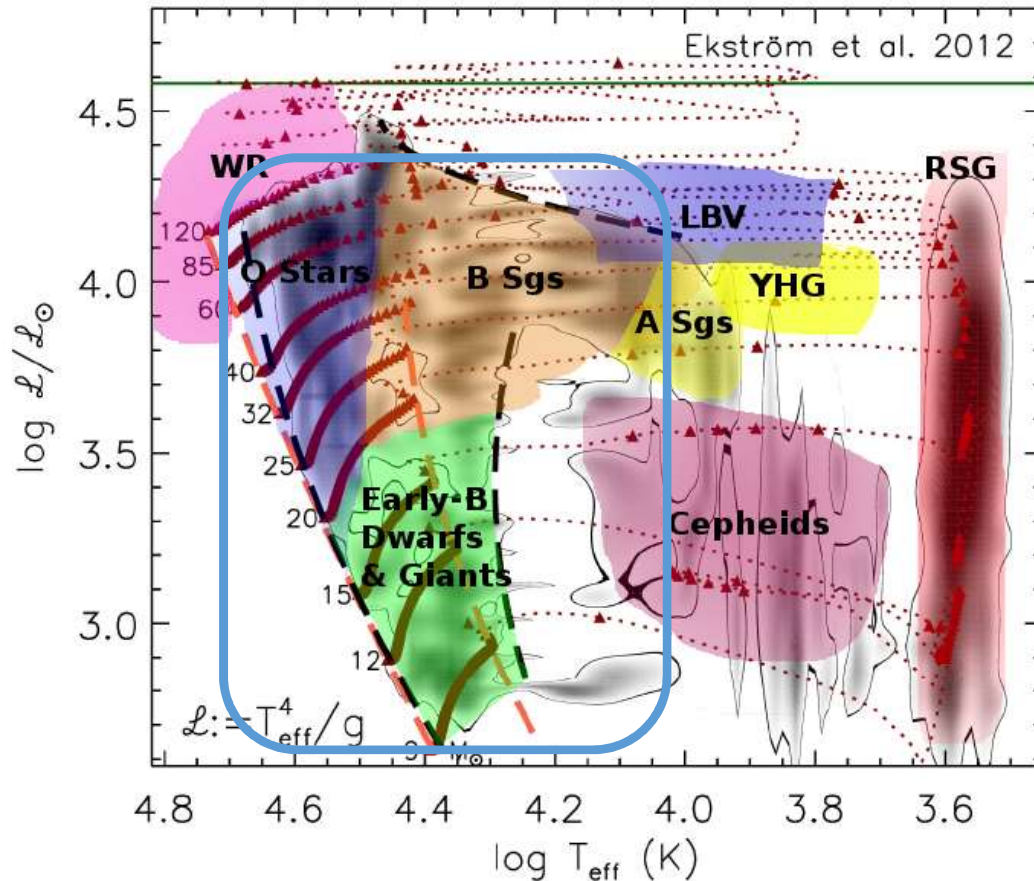 Ekström et al. 2012
4.5
4.0
3.5
3.0
log ℒ/ℒ⊙
WR
RSG
LBV
120
85
60
40
32
25
20
15
12
9 M⊙
O Stars
B Sgs
YHG
A Sgs
Early-B
Dwarfs
& Giants
Cepheids
ℒ:=T⁴eff/g
4.8 4.6 4.4 4.2 4.0 3.8 3.6
log Teff (K)